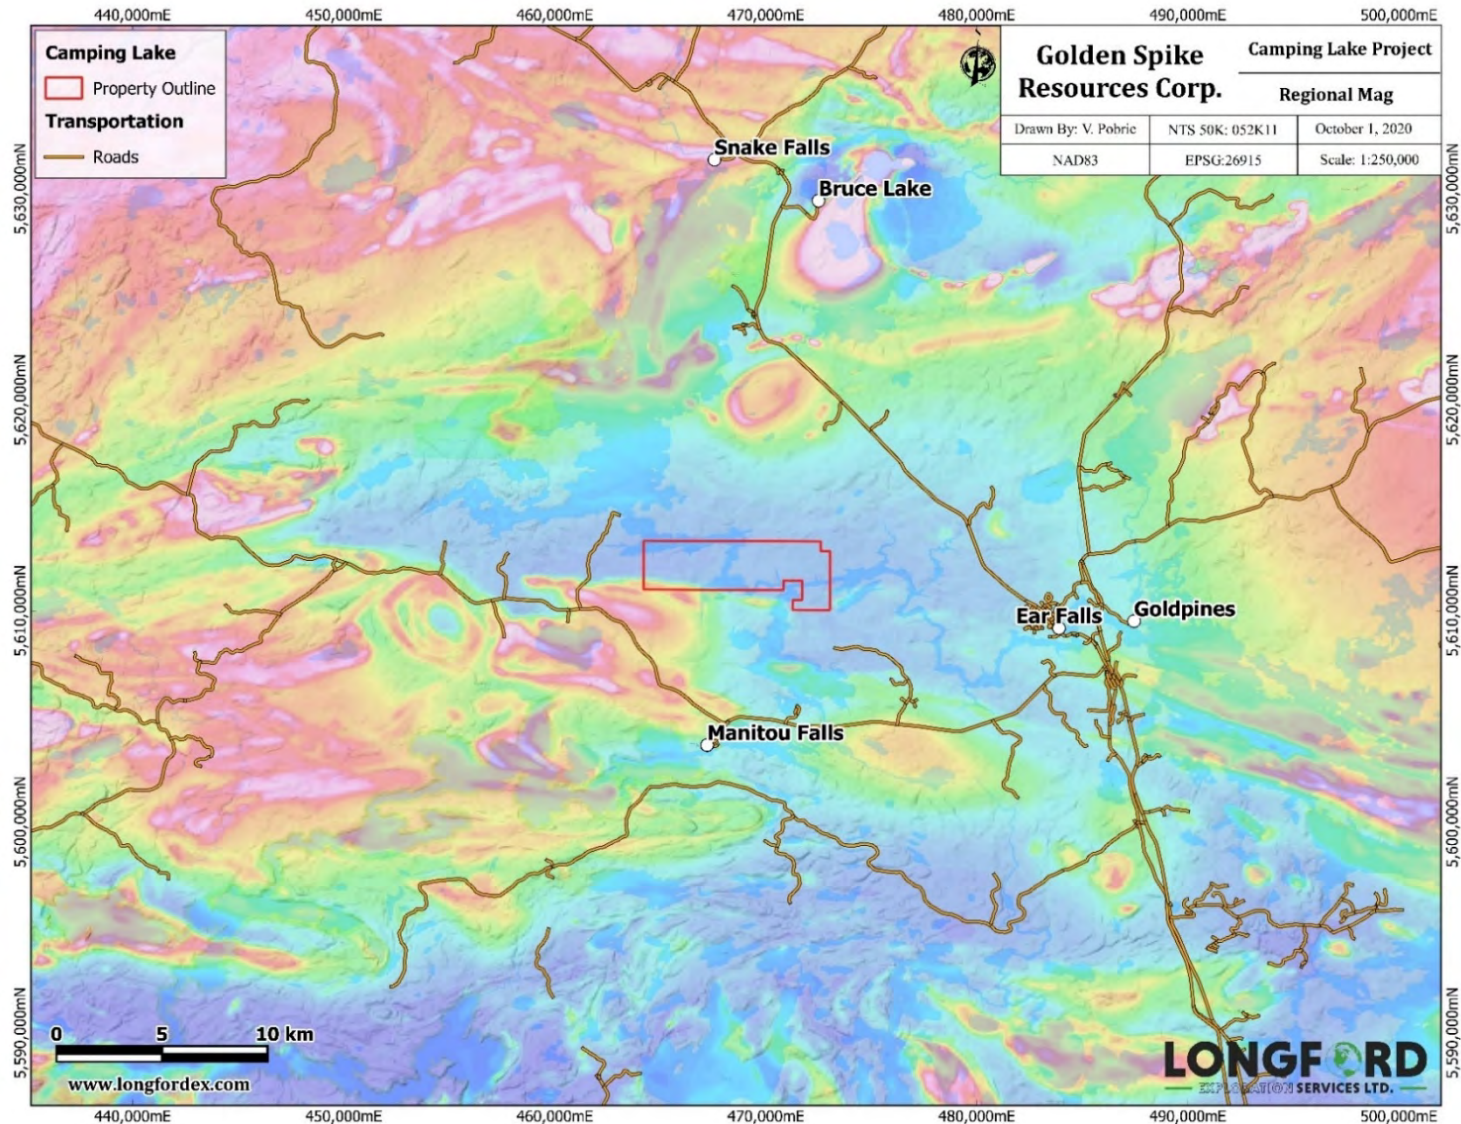 440,000mE 450,000mE 460,000mE 470,000mE 480,000mE 490,000mE 500,000mE
Camping Lake
Property Outline
Transportation
Roads
Golden Spike
Resources Corp.
Camping Lake Project
Regional Mag
Drawn By: V. Pobric
NTS 50K: 052K11
October 1, 2020
NAD83
EPSG:26915
Scale: 1:250,000
Snake Falls
Bruce Lake
5,630,000mN
5,630,000mN
5,620,000mN
5,620,000mN
5,610,000mN
5,610,000mN
Ear Falls
Goldpines
Manitou Falls
5,600,000mN
5,600,000mN
5,590,000mN
5,590,000mN
0 5 10 km
www.longfordex.com
LONGFORD
EXPLORATION SERVICES LTD.
440,000mE 450,000mE 460,000mE 470,000mE 480,000mE 490,000mE 500,000mE